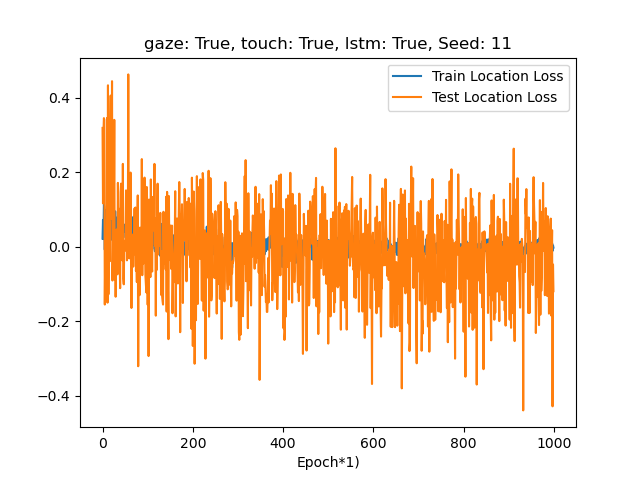 gaze: True, touch: True, lstm: True, Seed: 11
Train Location Loss
Test Location Loss
0.4
0.2
0.0
−0.2
−0.4
0 200 400 600 800 1000
Epoch*1)